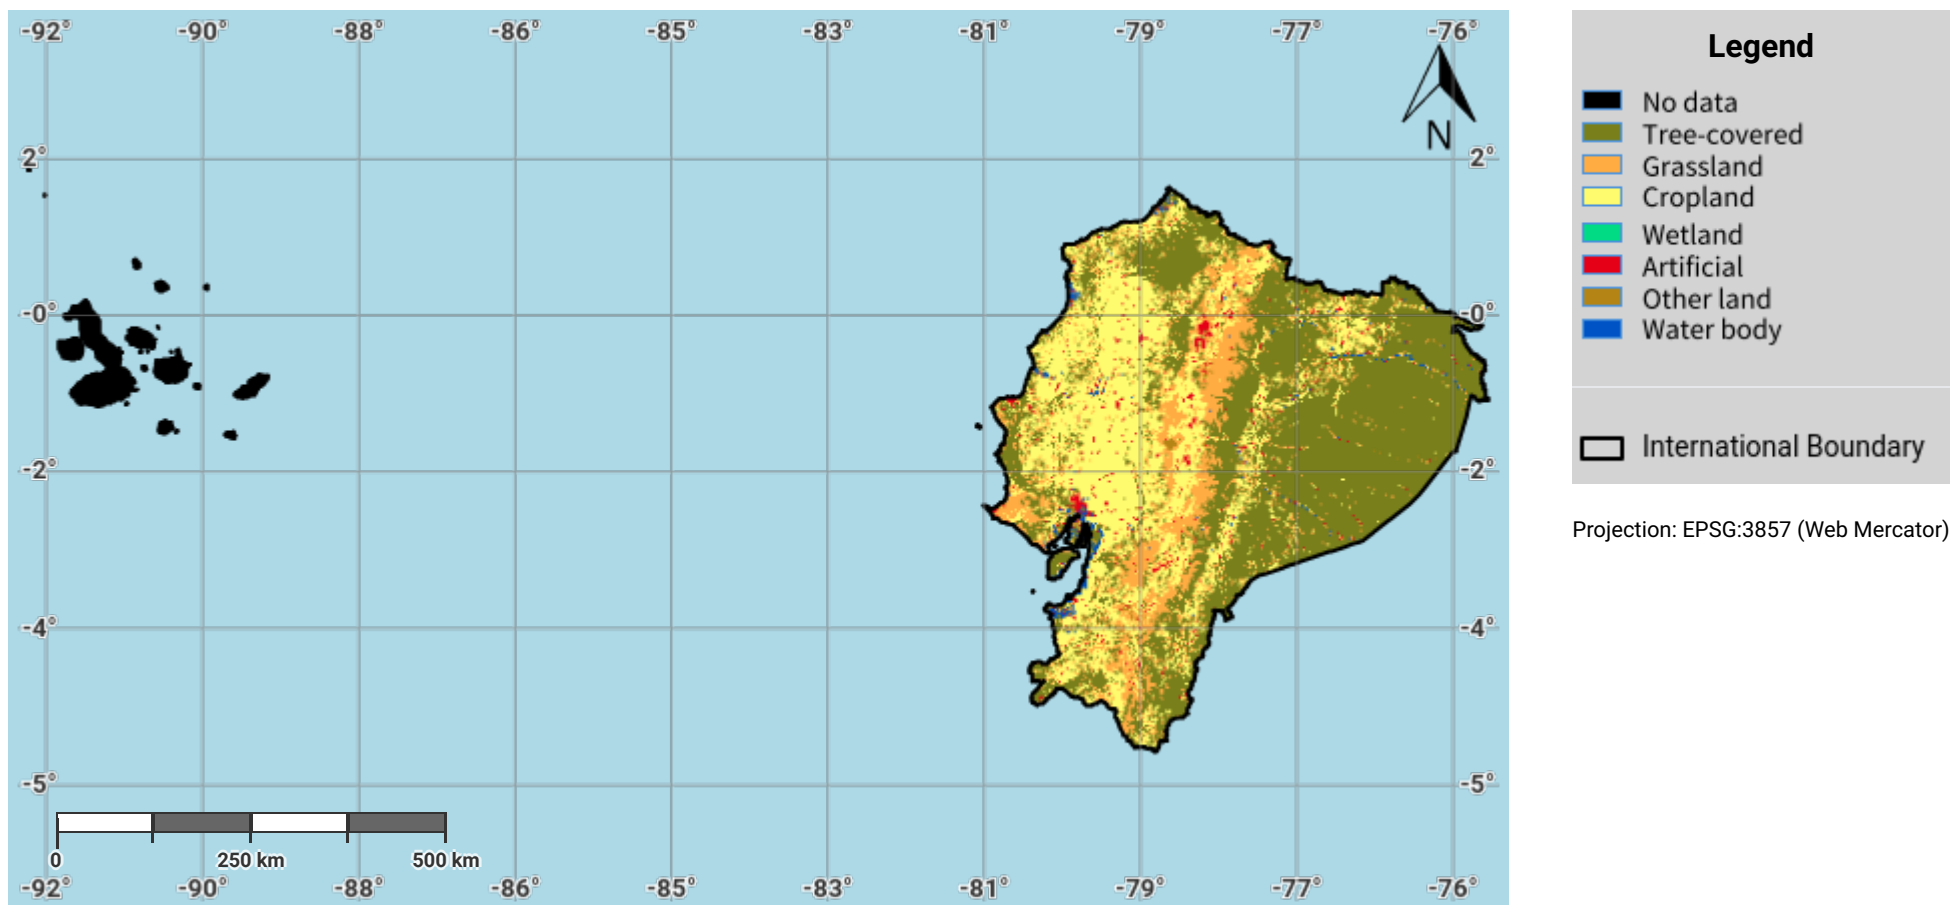 -92° -90° -88° -86° -85° -83° -81° -79° -77° -76°
N
2° 2°
-0° -0°
-2° -2°
-4° -4°
-5° -5°
0 250 km 500 km
-92° -90° -88° -86° -85° -83° -81° -79° -77° -76°
Legend
No data
Tree-covered
Grassland
Cropland
Wetland
Artificial
Other land
Water body
International Boundary
Projection: EPSG:3857 (Web Mercator)